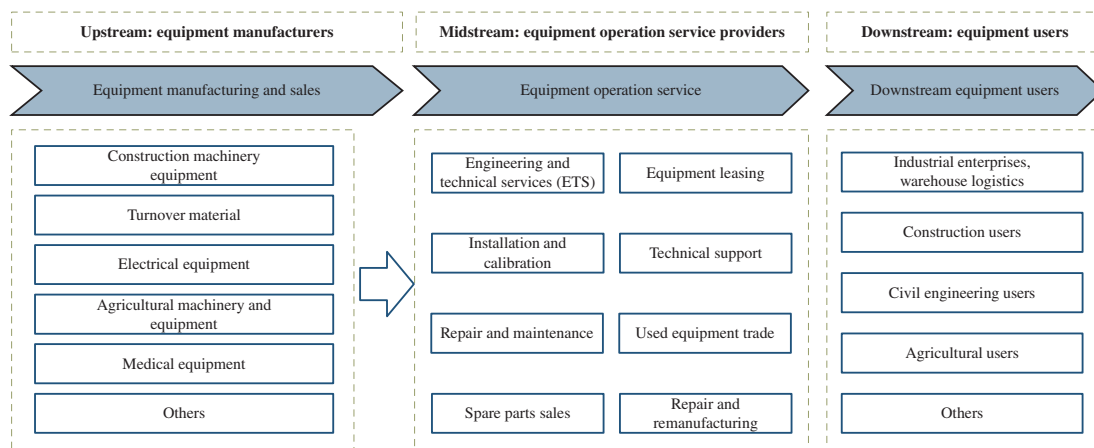 Upstream: equipment manufacturers
Midstream: equipment operation service providers
Downstream: equipment users
Equipment manufacturing and sales
Equipment operation service
Downstream equipment users
Construction machinery
equipment
Turnover material
Electrical equipment
Agricultural machinery and
equipment
Medical equipment
Others
Engineering and
technical services (ETS)
Equipment leasing
Installation and
calibration
Technical support
Repair and maintenance
Used equipment trade
Spare parts sales
Repair and
remanufacturing
Industrial enterprises,
warehouse logistics
Construction users
Civil engineering users
Agricultural users
Others